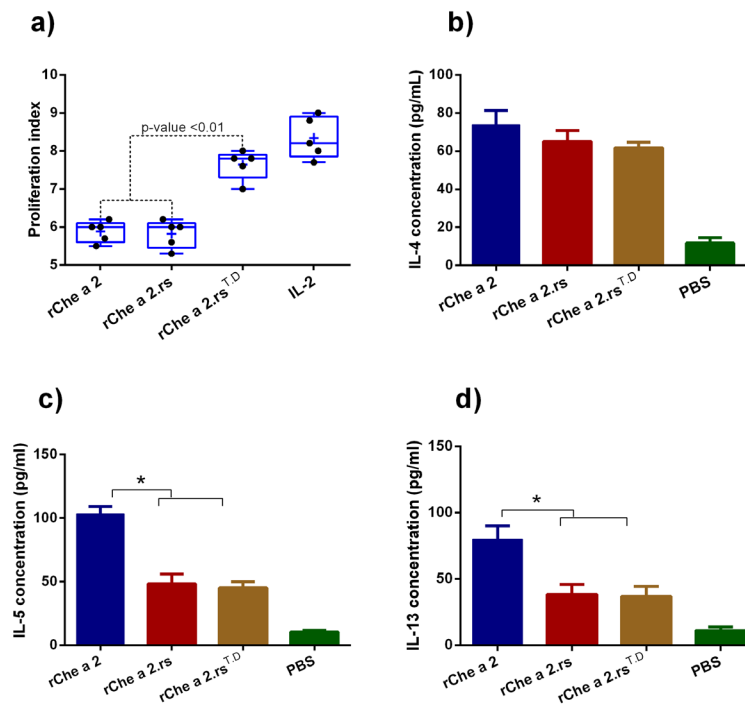 a)
Proliferation index
10
9
8
7
6
5
p-value <0.01
rChe a 2
rChe a 2.rs
rChe a 2.rs^T.D
IL-2
b)
IL-4 concentration (pg/mL)
100
80
60
40
20
0
rChe a 2
rChe a 2.rs
rChe a 2.rs^T.D
PBS
c)
IL-5 concentration (pg/ml)
150
100
50
0
*
rChe a 2
rChe a 2.rs
rChe a 2.rs^T.D
PBS
d)
IL-13 concentration (pg/ml)
150
100
50
0
*
rChe a 2
rChe a 2.rs
rChe a 2.rs^T.D
PBS